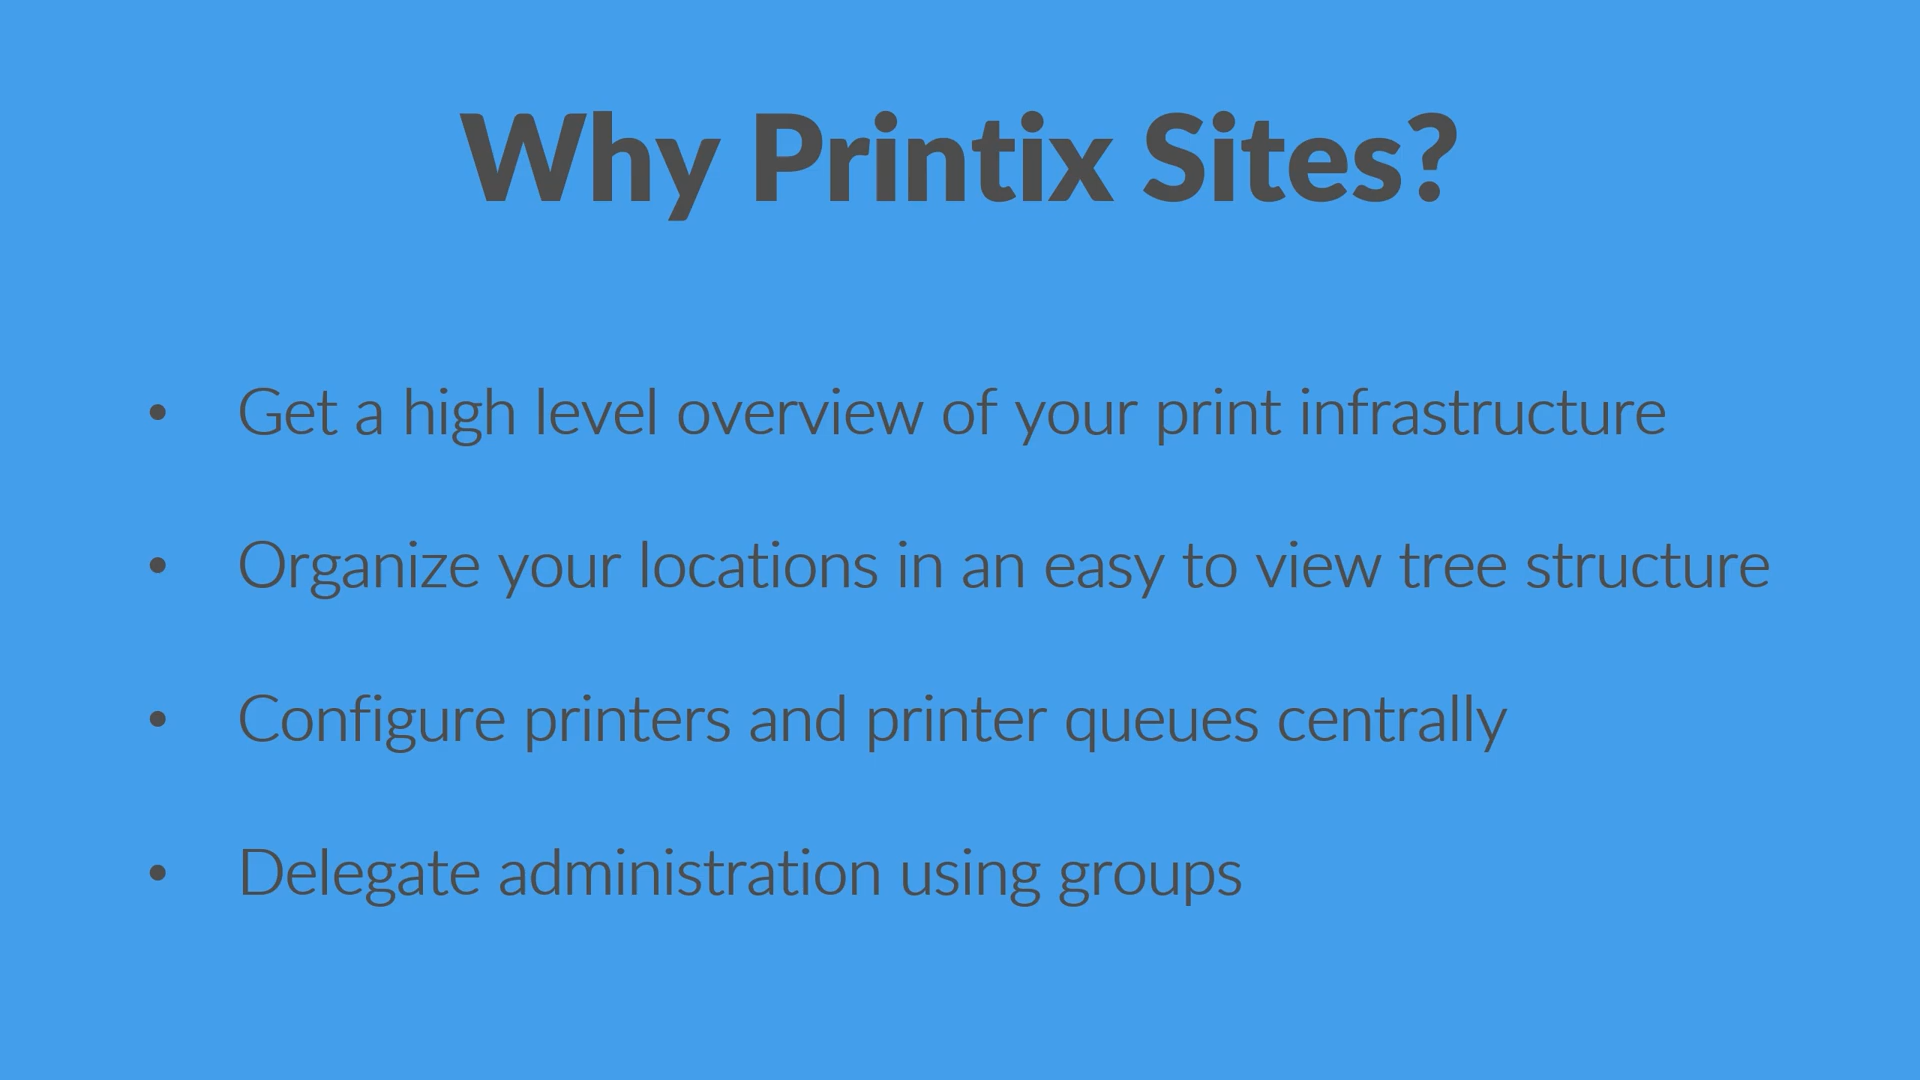 Why Printix Sites?
• Get a high level overview of your print infrastructure
• Organize your locations in an easy to view tree structure
• Configure printers and printer queues centrally
• Delegate administration using groups